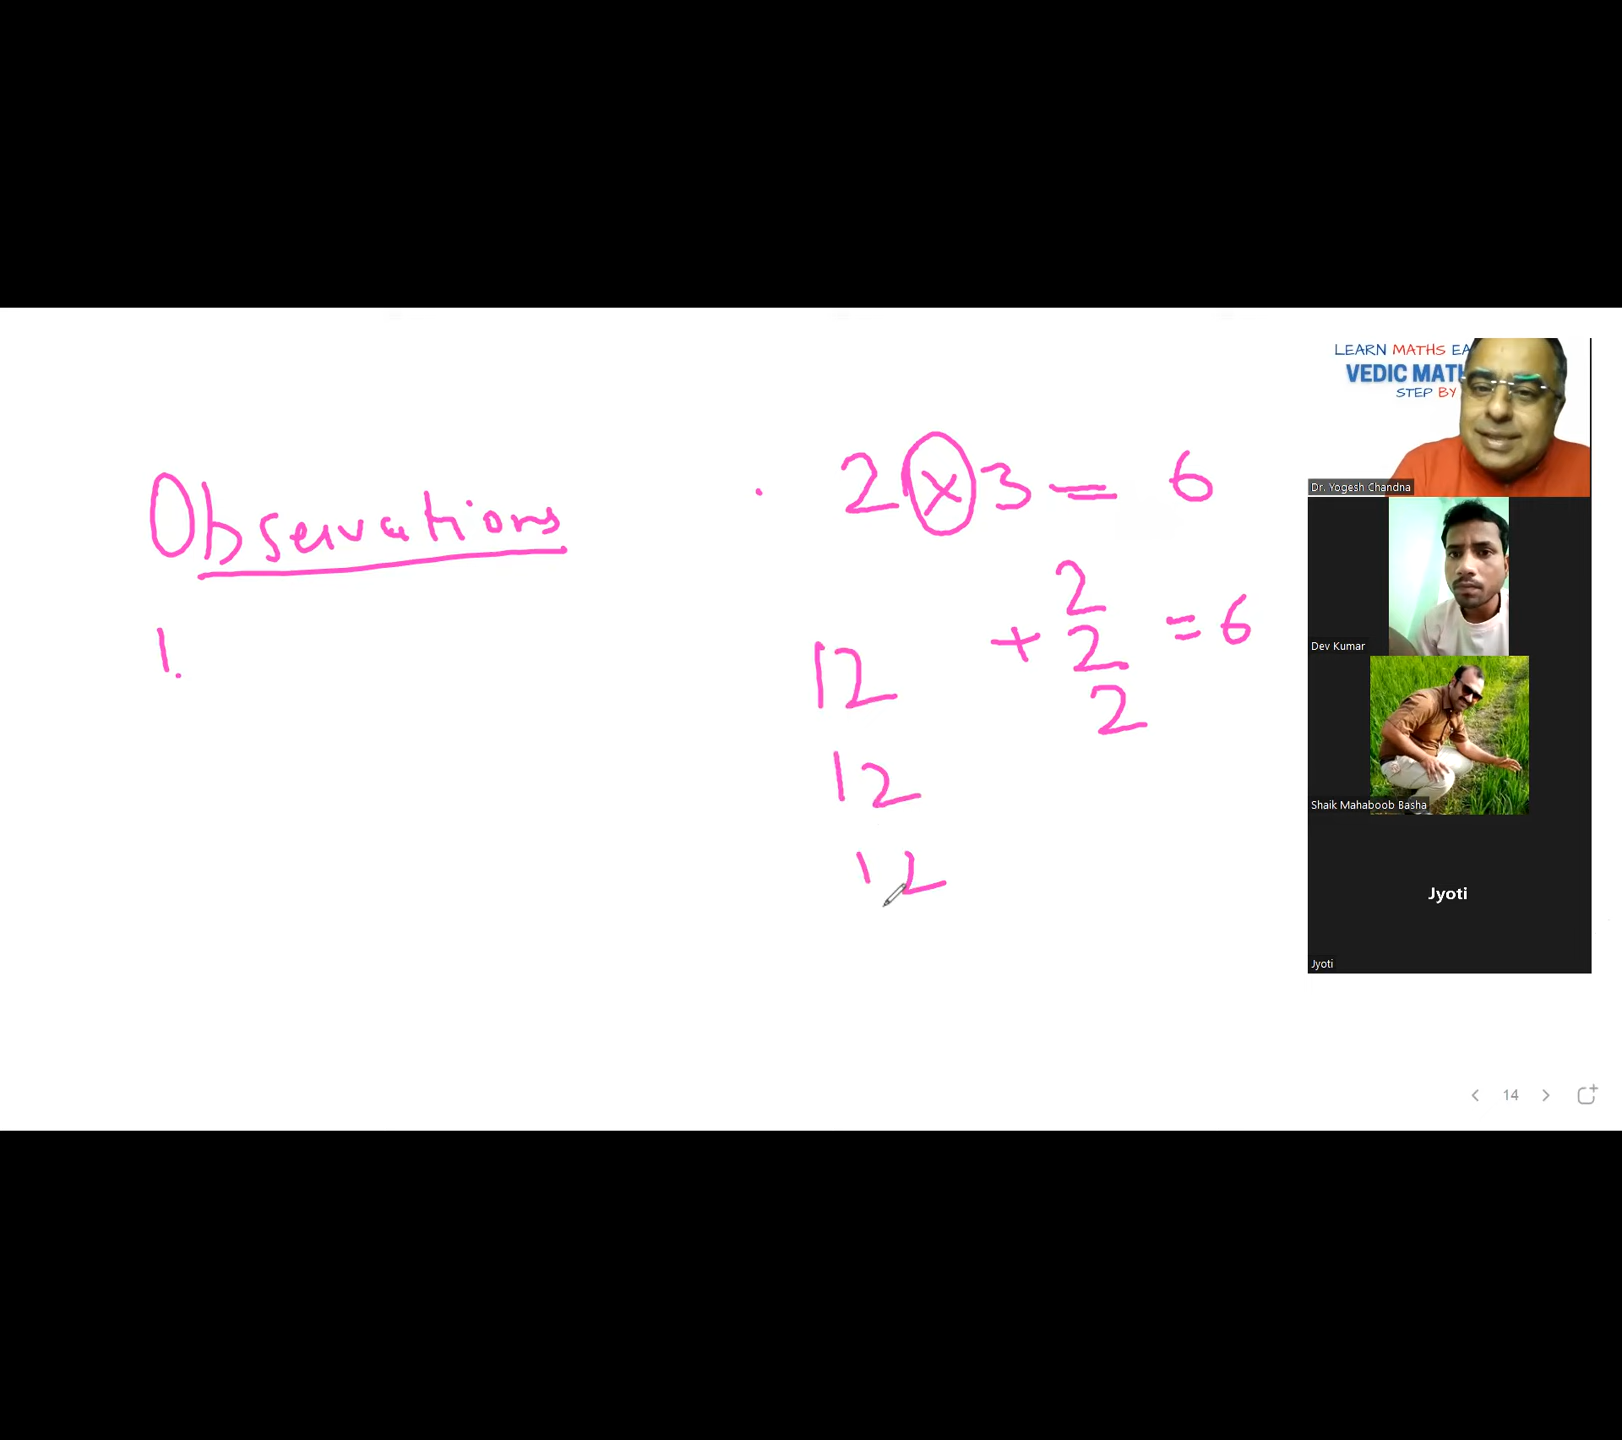 Observations
1.
. 2 × 3 = 6
2
+ 2 = 6
2
12
12
12
LEARN MATHS EA
VEDIC MATH
STEP BY
Dr. Yogesh Chandna
Dev Kumar
Shaik Mahaboob Basha
Jyoti
Jyoti
< 14 >